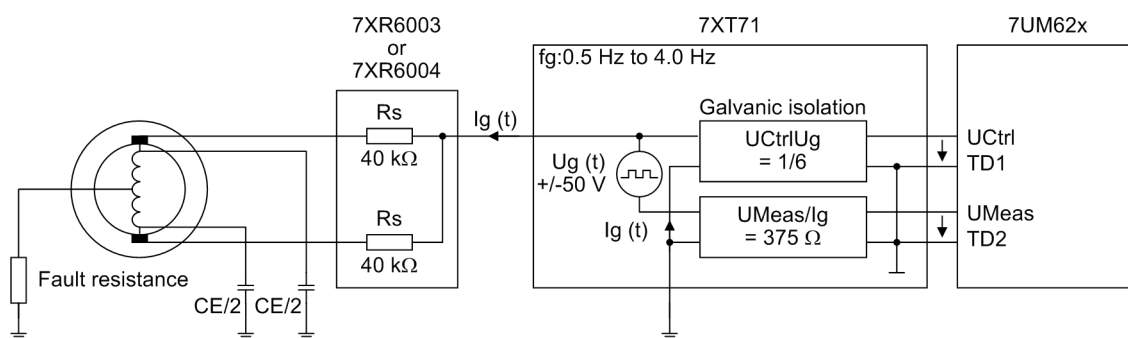 7XR6003
or
7XR6004
7XT71
7UM62x
fg:0.5 Hz to 4.0 Hz
Rs
40 kΩ
Ig (t)
Galvanic isolation
UCtrlUg
= 1/6
UCtrl
TD1
Ug (t)
+/-50 V
Rs
40 kΩ
Ig (t)
UMeas/Ig
= 375 Ω
UMeas
TD2
Fault resistance
CE/2
CE/2